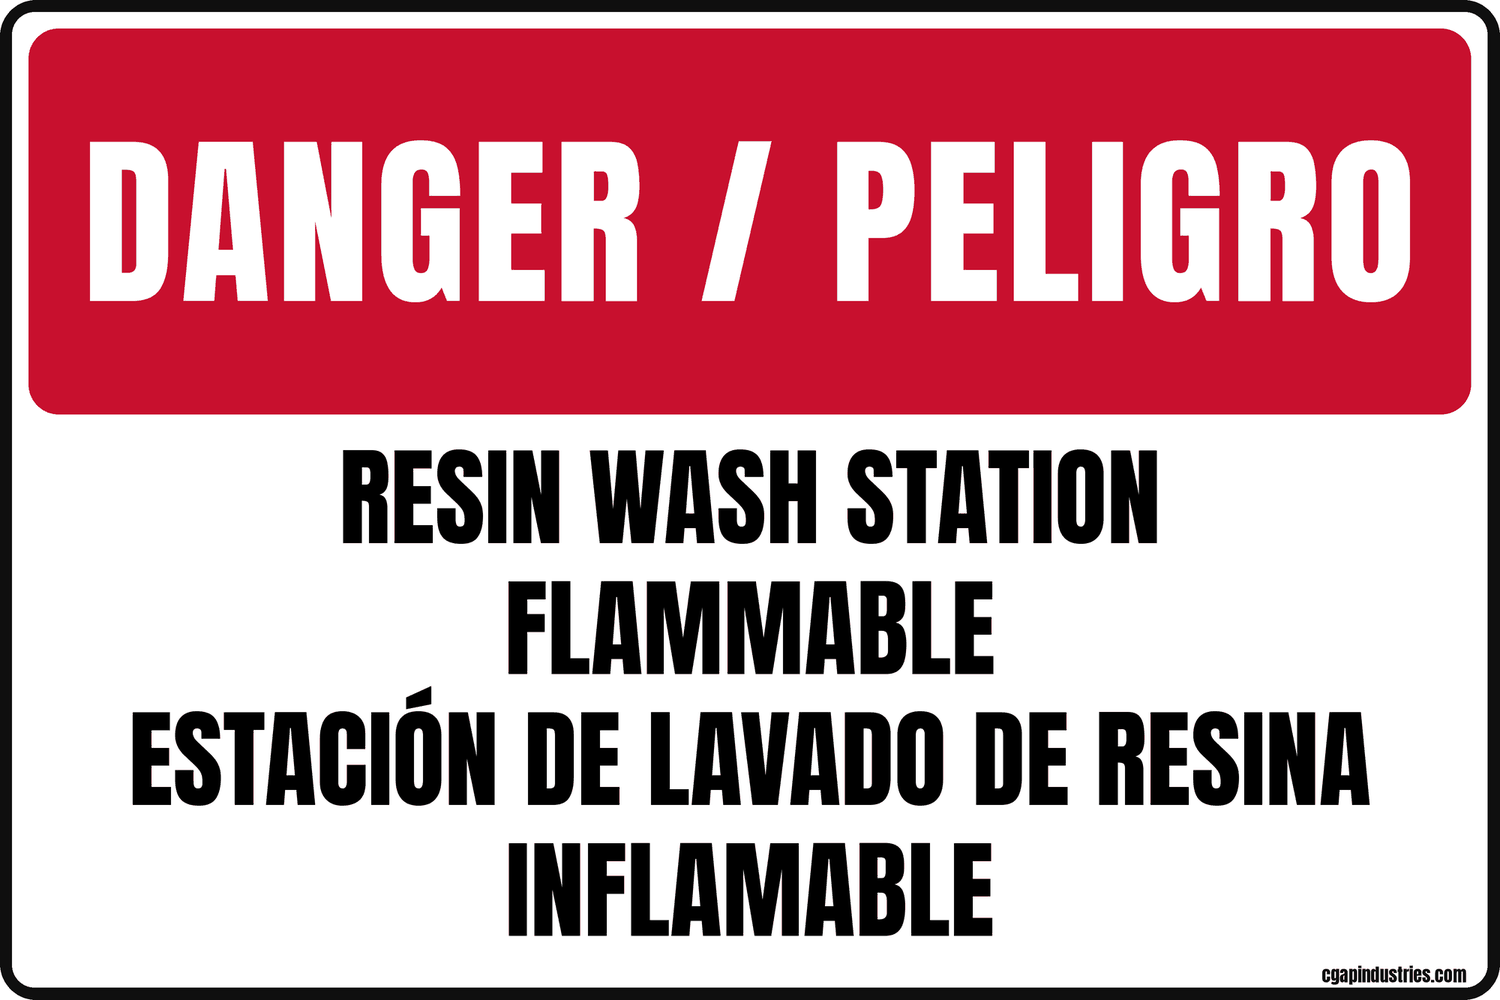 DANGER / PELIGRO
RESIN WASH STATION
FLAMMABLE
ESTACIÓN DE LAVADO DE RESINA
INFLAMABLE
cgapindustries.com